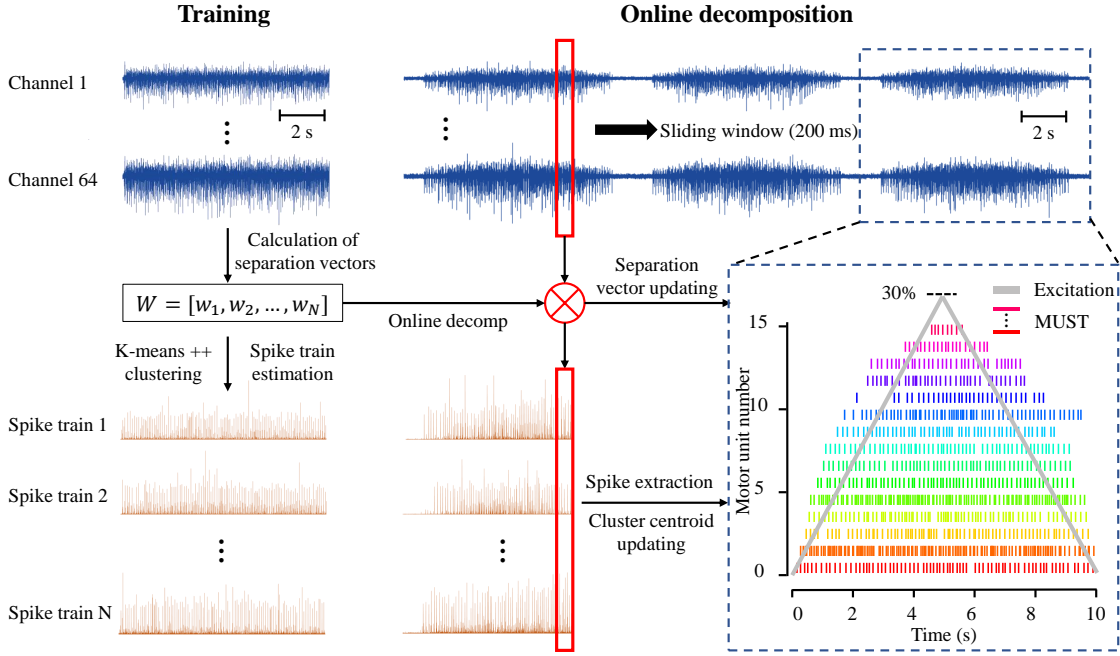 Training
Online decomposition
Channel 1
2 s
Sliding window (200 ms)
2 s
Channel 64
Calculation of
separation vectors
Separation
vector updating
W = [w₁, w₂, … , w_N]
Online decomp
K-means ++
clustering
Spike train
estimation
Spike train 1
Spike train 2
Spike train N
Spike extraction
Cluster centroid
updating
30%
Excitation
MUST
Motor unit number
15
10
5
0
0 2 4 6 8 10
Time (s)